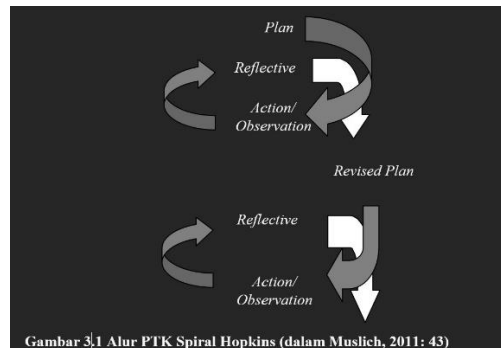 Plan
Reflective
Action/
Observation
Revised Plan
Reflective
Action/
Observation
Gambar 3.1 Alur PTK Spiral Hopkins (dalam Muslich, 2011: 43)